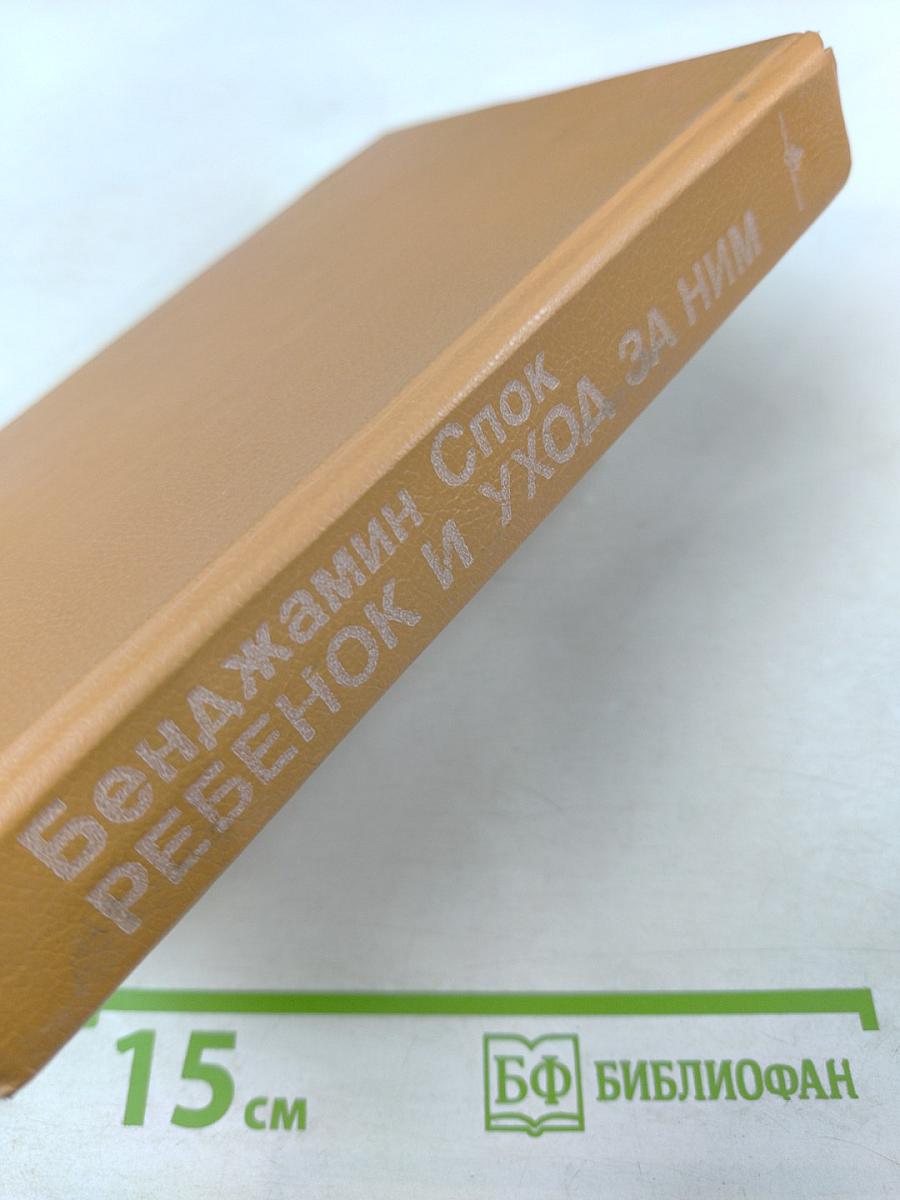 Бенджамин Спок
РЕБЕНОК И УХОД ЗА НИМ
15 см
БФ БИБЛИОФАН